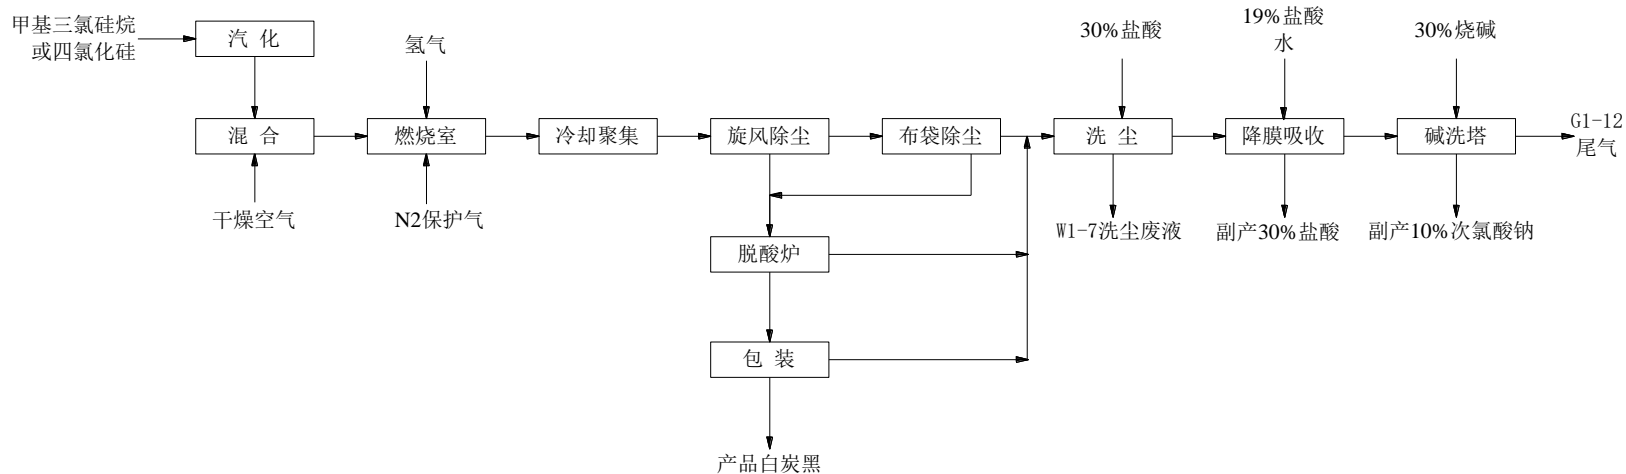 甲基三氯硅烷
或四氯化硅
汽 化
氢气
30%盐酸
19%盐酸
水
30%烧碱
混 合
燃烧室
冷却聚集
旋风除尘
布袋除尘
洗 尘
降膜吸收
碱洗塔
G1-12
尾气
干燥空气
N2保护气
W1-7洗尘废液
副产30%盐酸
副产10%次氯酸钠
脱酸炉
包 装
产品白炭黑